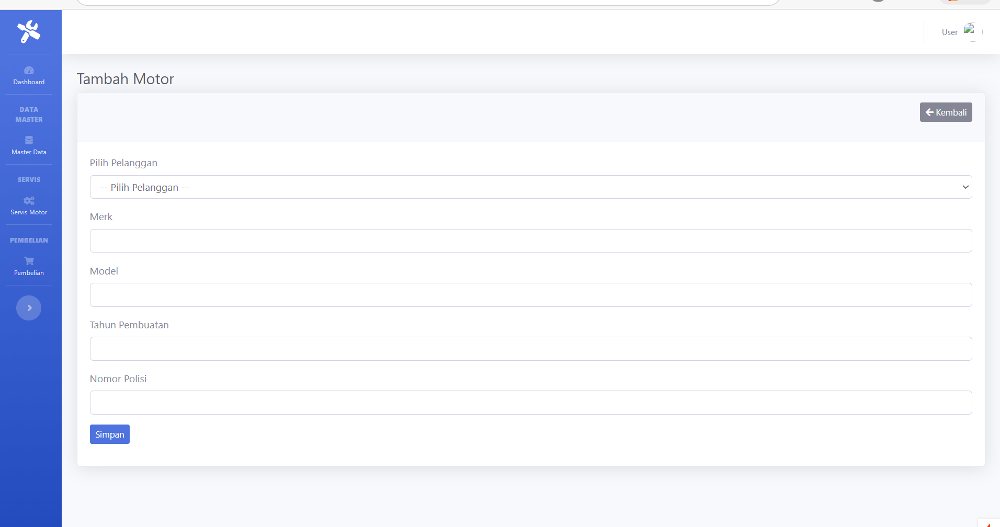 User
Dashboard
DATA
MASTER
Master Data
SERVIS
Servis Motor
PEMBELIAN
Pembelian
Tambah Motor
Kembali
Pilih Pelanggan
-- Pilih Pelanggan --
Merk
Model
Tahun Pembuatan
Nomor Polisi
Simpan